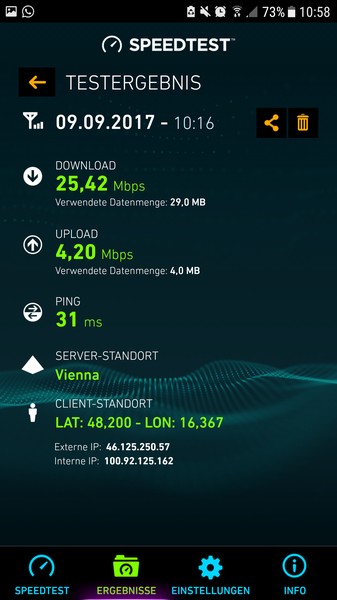 73% 10:58
SPEEDTEST™
TESTERGEBNIS
09.09.2017 - 10:16
DOWNLOAD
25,42 Mbps
Verwendete Datenmenge: 29,0 MB
UPLOAD
4,20 Mbps
Verwendete Datenmenge: 4,0 MB
PING
31 ms
SERVER-STANDORT
Vienna
CLIENT-STANDORT
LAT: 48,200 - LON: 16,367
Externe IP: 46.125.250.57
Interne IP: 100.92.125.162
SPEEDTEST ERGEBNISSE EINSTELLUNGEN INFO